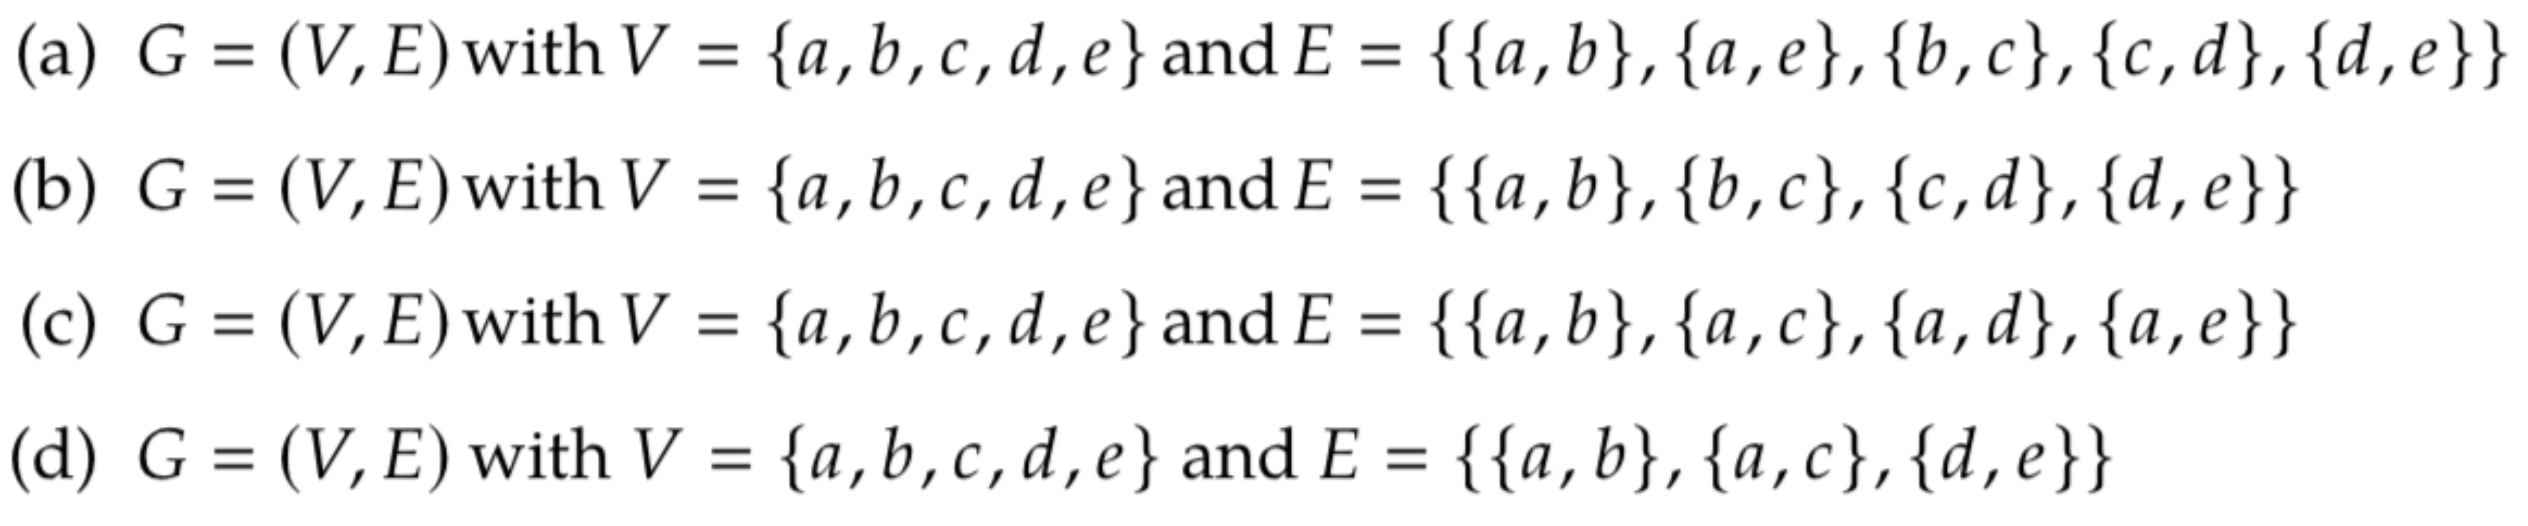 (a) G = (V, E) with V = {a, b, c, d, e} and E = {{a, b}, {a, e}, {b, c}, {c, d}, {d, e}}
(b) G = (V, E) with V = {a, b, c, d, e} and E = {{a, b}, {b, c}, {c, d}, {d, e}}
(c) G = (V, E) with V = {a, b, c, d, e} and E = {{a, b}, {a, c}, {a, d}, {a, e}}
(d) G = (V, E) with V = {a, b, c, d, e} and E = {{a, b}, {a, c}, {d, e}}